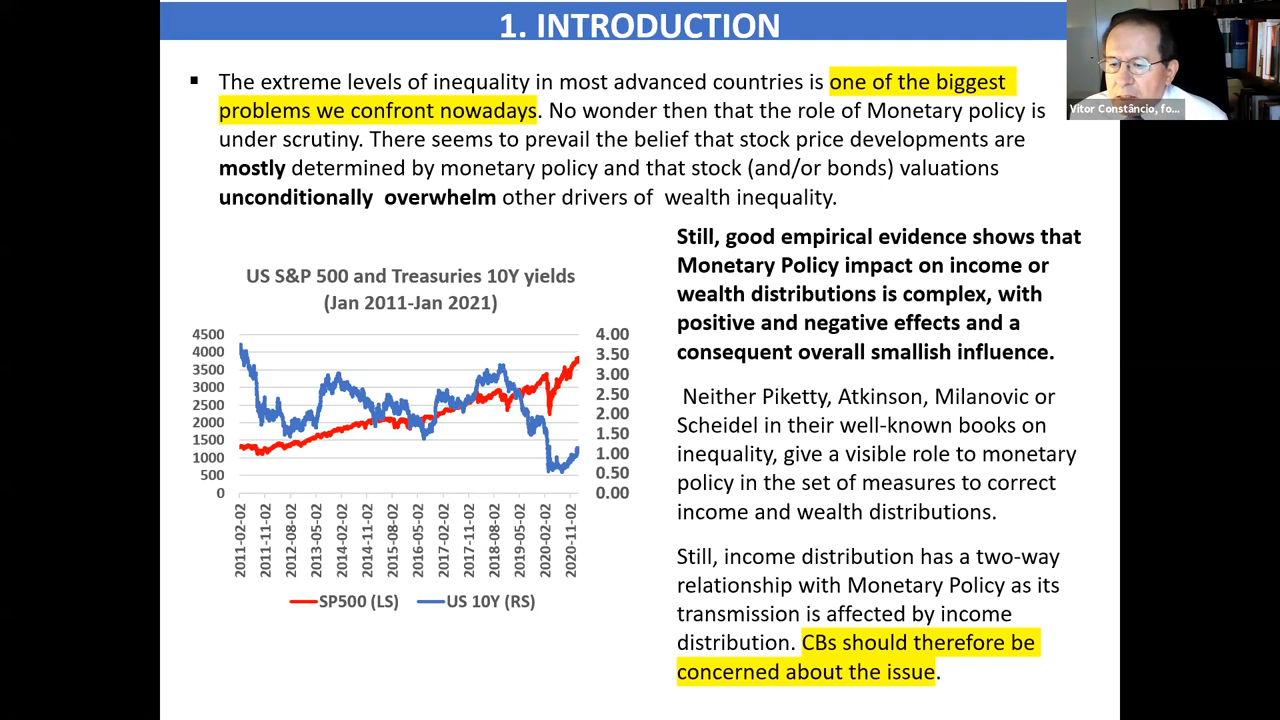 1. INTRODUCTION
Vítor Constâncio, fo...
▪ The extreme levels of inequality in most advanced countries is one of the biggest
problems we confront nowadays. No wonder then that the role of Monetary policy is
under scrutiny. There seems to prevail the belief that stock price developments are
mostly determined by monetary policy and that stock (and/or bonds) valuations
unconditionally overwhelm other drivers of wealth inequality.
US S&P 500 and Treasuries 10Y yields
(Jan 2011-Jan 2021)
4500
4000
3500
3000
2500
2000
1500
1000
500
0
4.00
3.50
3.00
2.50
2.00
1.50
1.00
0.50
0.00
2011-02-02
2011-11-02
2012-08-02
2013-05-02
2014-02-02
2014-11-02
2015-08-02
2016-05-02
2017-02-02
2017-11-02
2018-08-02
2019-05-02
2020-02-02
2020-11-02
SP500 (LS) US 10Y (RS)
Still, good empirical evidence shows that
Monetary Policy impact on income or
wealth distributions is complex, with
positive and negative effects and a
consequent overall smallish influence.
Neither Piketty, Atkinson, Milanovic or
Scheidel in their well-known books on
inequality, give a visible role to monetary
policy in the set of measures to correct
income and wealth distributions.
Still, income distribution has a two-way
relationship with Monetary Policy as its
transmission is affected by income
distribution. CBs should therefore be
concerned about the issue.